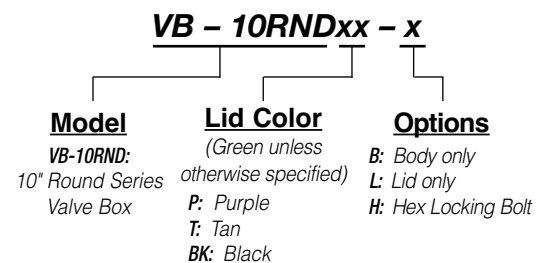 VB – 10RNDxx – x
Model
VB-10RND:
10" Round Series
Valve Box
Lid Color
(Green unless
otherwise specified)
P: Purple
T: Tan
BK: Black
Options
B: Body only
L: Lid only
H: Hex Locking Bolt